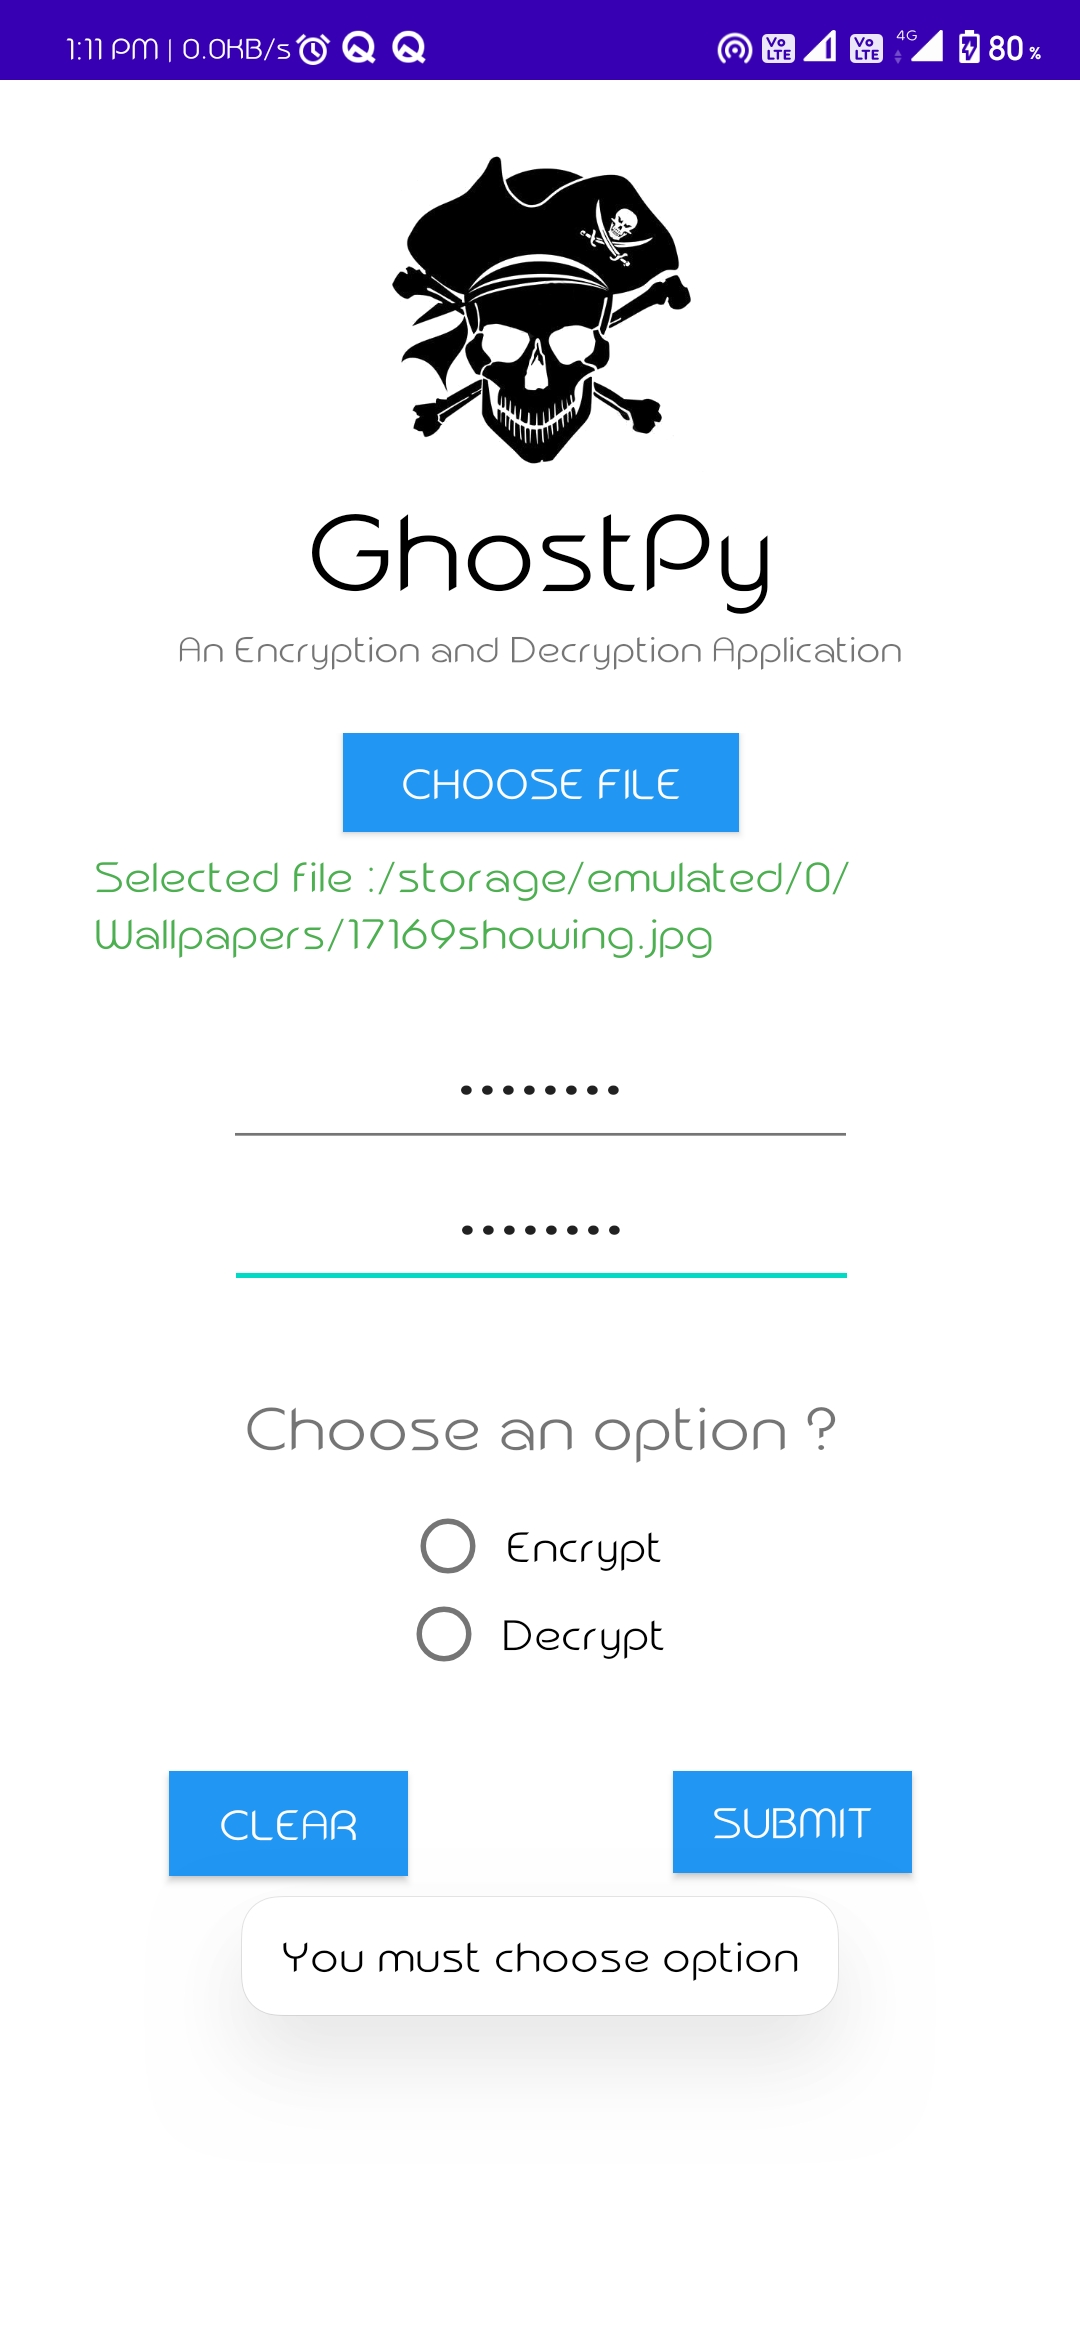 1:11 PM | 0.0KB/s Vo LTE Vo LTE 4G 80 %
GhostPy
An Encryption and Decryption Application
CHOOSE FILE
Selected file :/storage/emulated/0/
Wallpapers/17169showing.jpg
••••••••
••••••••
Choose an option ?
Encrypt
Decrypt
CLEAR
SUBMIT
You must choose option